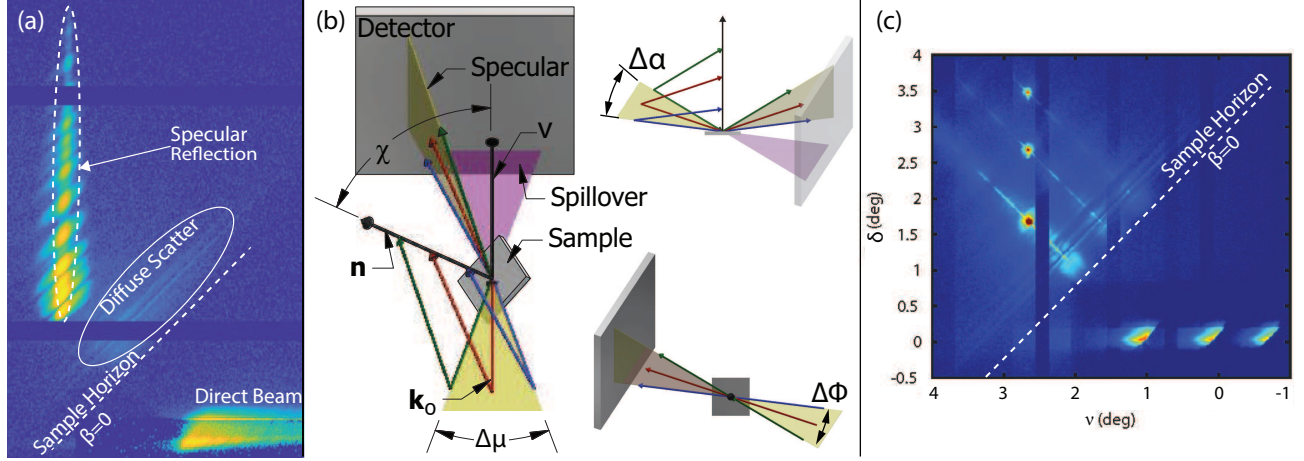 (a)
Specular
Reflection
Diffuse Scatter
Sample Horizon
β=0
Direct Beam
(b)
Detector
Specular
ν
χ
Spillover
Sample
n
k₀
Δμ
Δα
ΔΦ
(c)
4
3.5
3
2.5
2
1.5
1
0.5
0
-0.5
δ (deg)
Sample Horizon
β=0
4
3
2
1
0
-1
ν (deg)